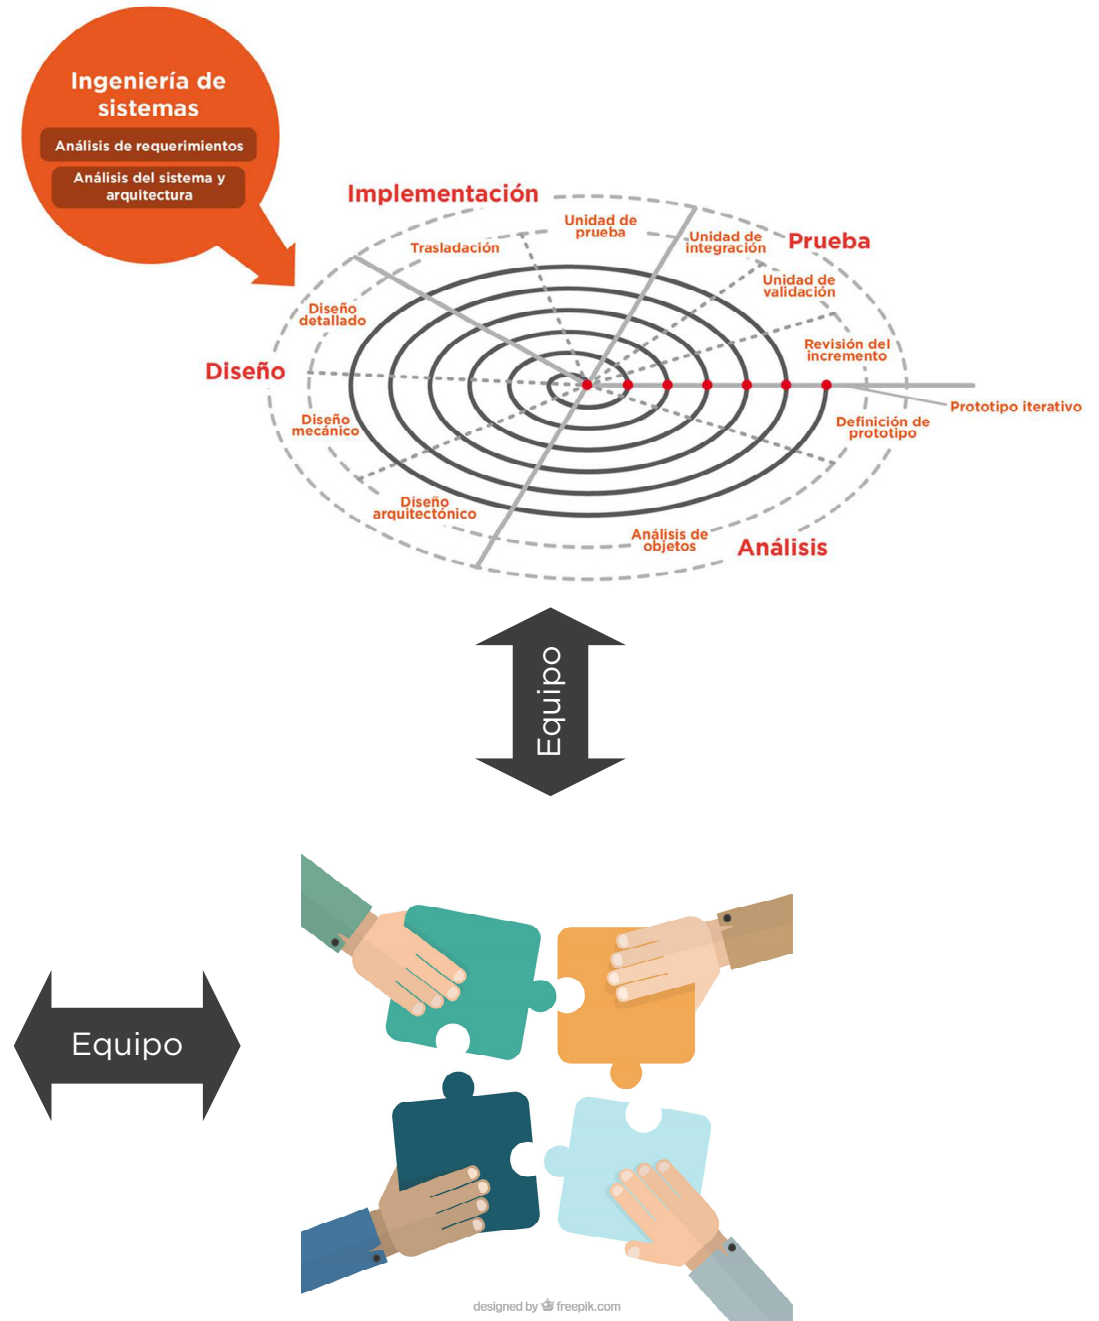 Ingeniería de
sistemas
Análisis de requerimientos
Análisis del sistema y
arquitectura
Implementación
Unidad de
prueba
Trasladación
Unidad de
integración
Prueba
Unidad de
validación
Diseño
detallado
Revisión del
incremento
Diseño
Prototipo iterativo
Diseño
mecánico
Definición de
prototipo
Diseño
arquitectónico
Análisis de
objetos
Análisis
Equipo
Equipo
designed by freepik.com